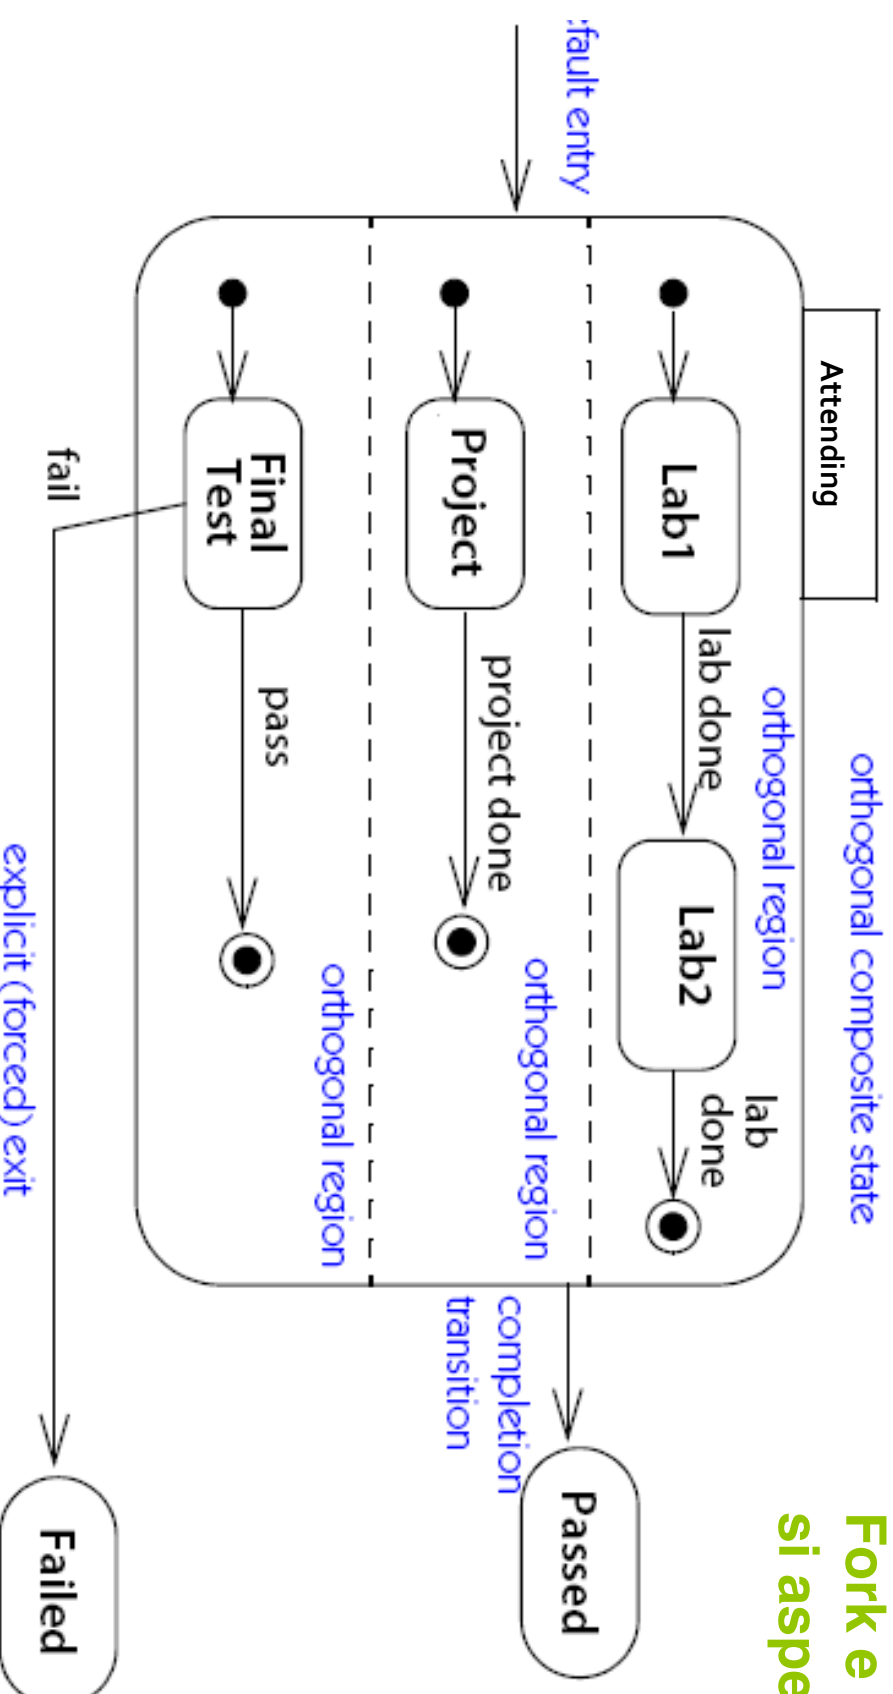 Fork e
si aspe
orthogonal composite state
Attending
orthogonal region
Lab1
lab done
Lab2
lab
done
:fault entry
Project
project done
orthogonal region
completion
transition
Passed
Final
Test
pass
orthogonal region
fail
explicit (forced) exit
Failed